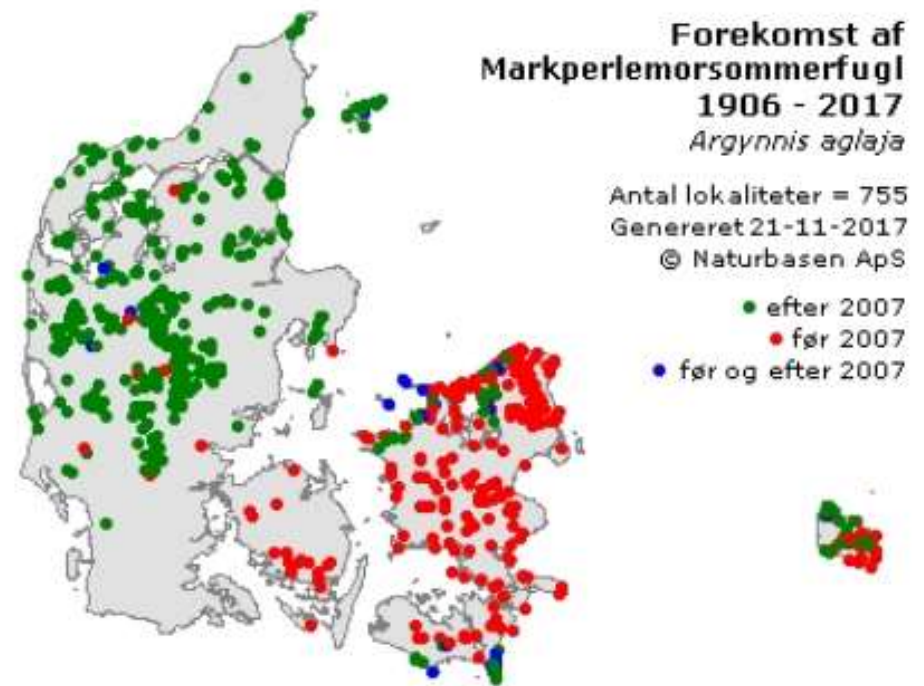 Forekomst af
Markperlemorsommerfugl
1906 - 2017
Argynnis aglaja
Antal lokaliteter = 755
Genereret 21-11-2017
© Naturbasen ApS
efter 2007
før 2007
før og efter 2007